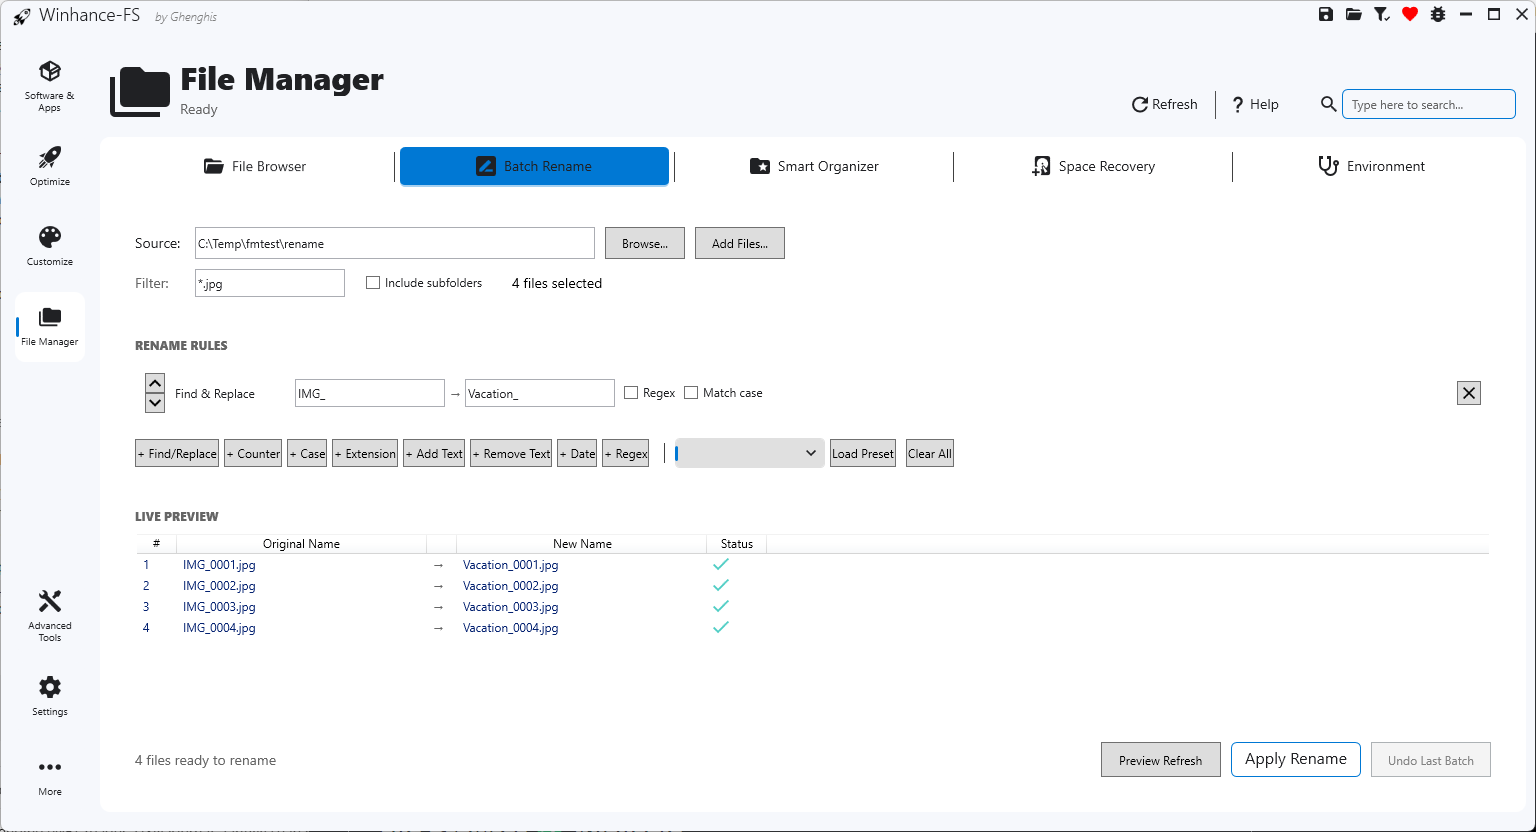 Winhance-FS by Ghenghis
Software & Apps
Optimize
Customize
File Manager
Advanced Tools
Settings
More
File Manager
Ready
Refresh
? Help
Type here to search...
File Browser
Batch Rename
Smart Organizer
Space Recovery
Environment
Source: C:\Temp\fmtest\rename Browse... Add Files...
Filter: *.jpg Include subfolders 4 files selected
RENAME RULES
Find & Replace IMG_ → Vacation_ Regex Match case
+ Find/Replace + Counter + Case + Extension + Add Text + Remove Text + Date + Regex Load Preset Clear All
LIVE PREVIEW
# Original Name New Name Status
1 IMG_0001.jpg → Vacation_0001.jpg ✓
2 IMG_0002.jpg → Vacation_0002.jpg ✓
3 IMG_0003.jpg → Vacation_0003.jpg ✓
4 IMG_0004.jpg → Vacation_0004.jpg ✓
4 files ready to rename Preview Refresh Apply Rename Undo Last Batch